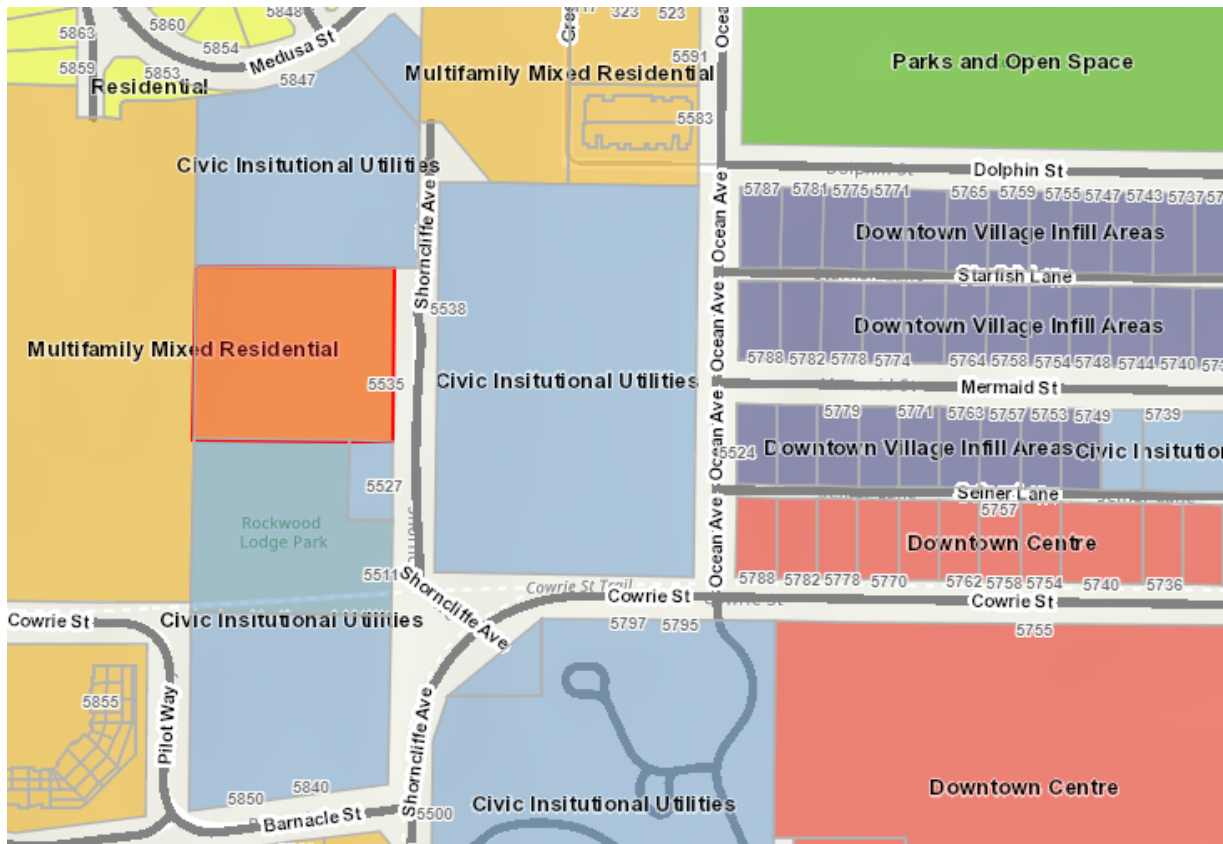 5848
323
523
5860
5863
5854
Medusa St
5591
Ocean Ave
Parks and Open Space
5859
5853
5847
Residential
Multifamily Mixed Residential
5583
Civic Insitutional Utilities
Dolphin St
Dolphin St
5787
5781
5775
5771
5765
5759
5755
5747
5743
5737
Shorncliffe Ave
Ocean Ave
Downtown Village Infill Areas
Starfish Lane
5538
Ocean Ave
Downtown Village Infill Areas
Multifamily Mixed Residential
5788
5782
5778
5774
5764
5758
5754
5748
5744
5740
5535
Civic Insitutional Utilities
Mermaid St
Mermaid St
5779
5771
5763
5757
5753
5749
5739
Ocean Ave
5524
Downtown Village Infill Areas
Civic Insitution
5527
Seiner Lane
5757
Rockwood
Lodge Park
Ocean Ave
Downtown Centre
5511
Shorncliffe Ave
Cowrie St Trail
5788
5782
5778
5770
5762
5758
5754
5740
5736
Cowrie St
Cowrie St
Cowrie St
Cowrie St
Civic Insitutional Utilities
5797
5795
5755
5855
Pilot Way
Shorncliffe Ave
5840
5850
Barnacle St
5500
Civic Insitutional Utilities
Downtown Centre